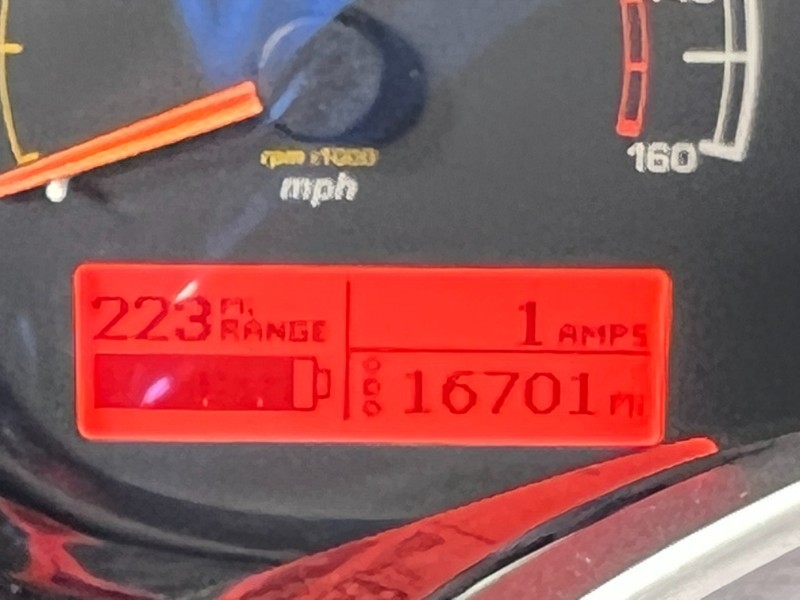 160
rpm x1000
mph
223 MI RANGE
1 AMPS
16701 MI